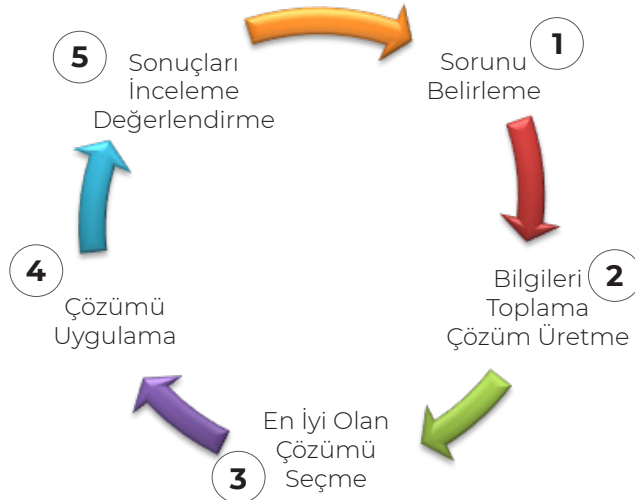 1
Sorunu
Belirleme
2
Bilgileri
Toplama
Çözüm Üretme
3
En İyi Olan
Çözümü
Seçme
4
Çözümü
Uygulama
5
Sonuçları
İnceleme
Değerlendirme